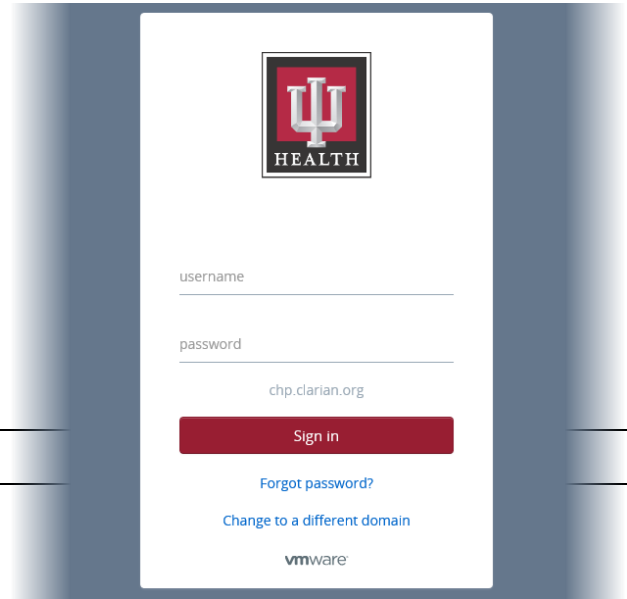 HEALTH
username
password
chp.clarian.org
Sign in
Forgot password?
Change to a different domain
vmware